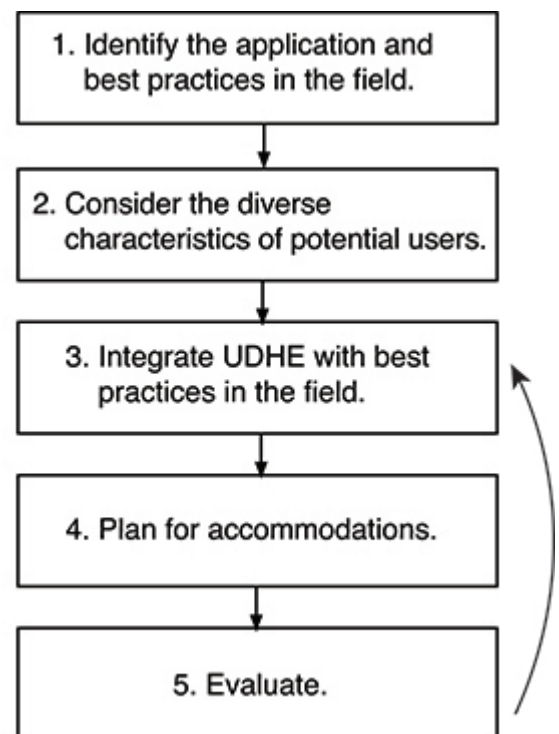 1. Identify the application and
best practices in the field.
2. Consider the diverse
characteristics of potential users.
3. Integrate UDHE with best
practices in the field.
4. Plan for accommodations.
5. Evaluate.